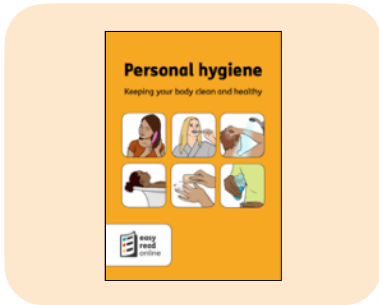 Personal hygiene
Keeping your body clean and healthy
easy
read
online